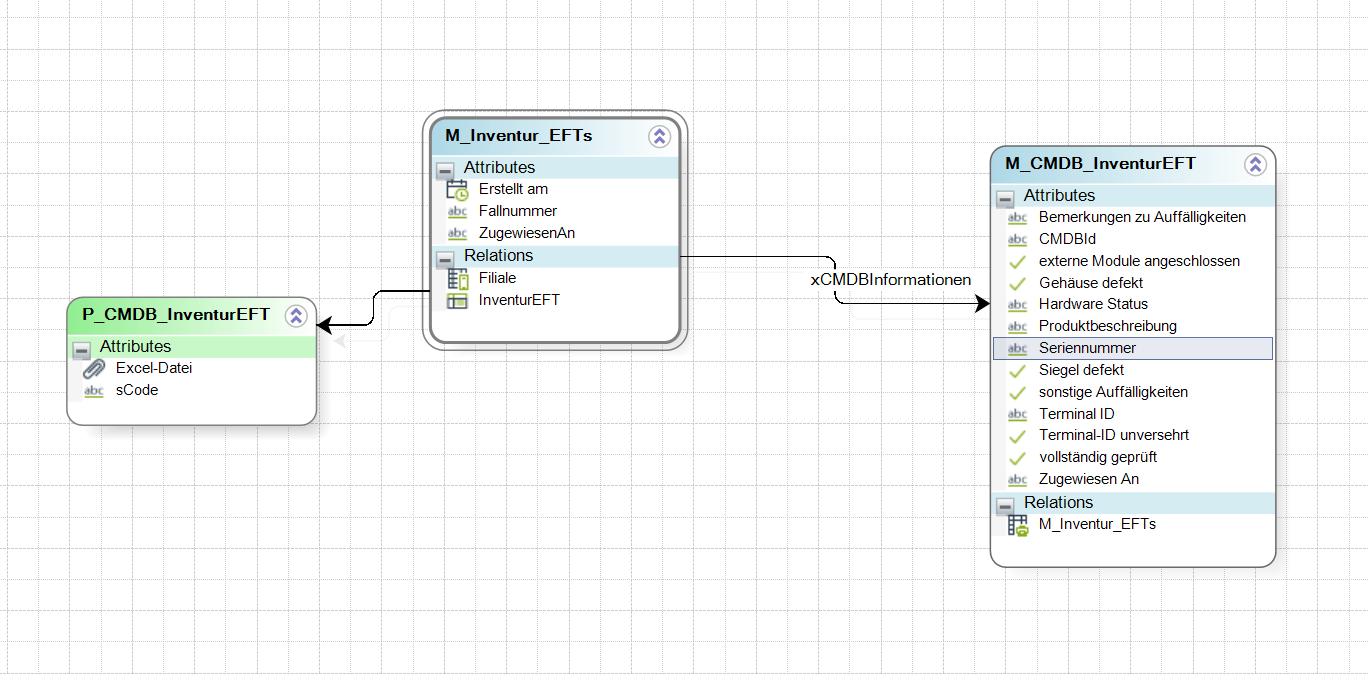 M_Inventur_EFTs
Attributes
Erstellt am
abc Fallnummer
abc ZugewiesenAn
Relations
Filiale
InventurEFT
xCMDBInformationen
P_CMDB_InventurEFT
Attributes
Excel-Datei
abc sCode
M_CMDB_InventurEFT
Attributes
abc Bemerkungen zu Auffälligkeiten
abc CMDBId
externe Module angeschlossen
Gehäuse defekt
abc Hardware Status
abc Produktbeschreibung
abc Seriennummer
Siegel defekt
sonstige Auffälligkeiten
abc Terminal ID
Terminal-ID unversehrt
vollständig geprüft
abc Zugewiesen An
Relations
M_Inventur_EFTs